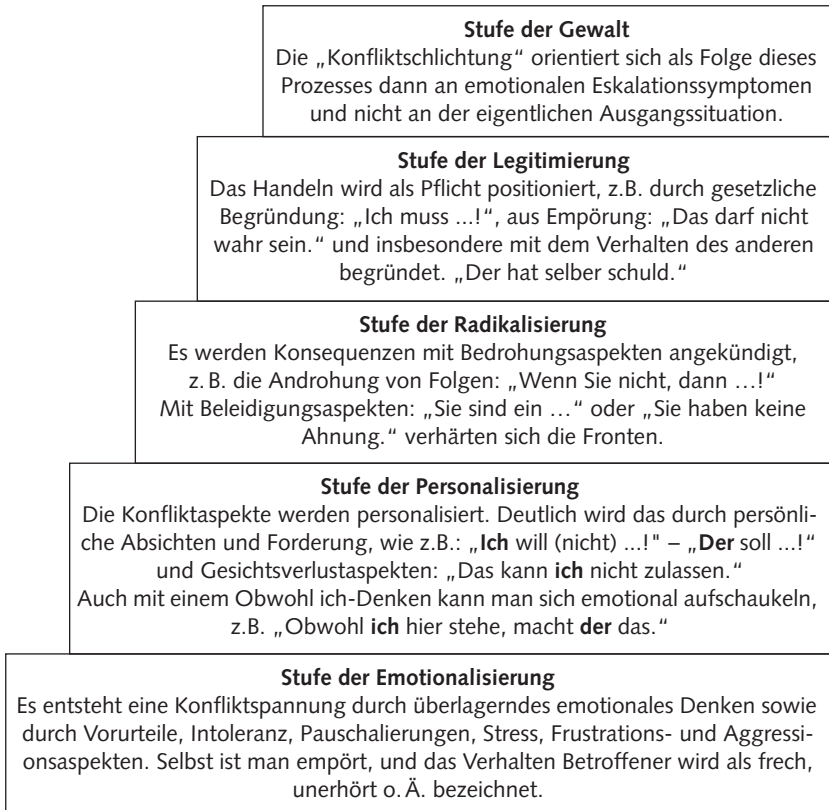 Stufe der Gewalt
Die „Konfliktschlichtung“ orientiert sich als Folge dieses
Prozesses dann an emotionalen Eskalationssymptomen
und nicht an der eigentlichen Ausgangssituation.
Stufe der Legitimierung
Das Handeln wird als Pflicht positioniert, z.B. durch gesetzliche
Begründung: „Ich muss ...!“, aus Empörung: „Das darf nicht
wahr sein.“ und insbesondere mit dem Verhalten des anderen
begründet. „Der hat selber schuld.“
Stufe der Radikalisierung
Es werden Konsequenzen mit Bedrohungsaspekten angekündigt,
z. B. die Androhung von Folgen: „Wenn Sie nicht, dann …!“
Mit Beleidigungsaspekten: „Sie sind ein …“ oder „Sie haben keine
Ahnung.“ verhärten sich die Fronten.
Stufe der Personalisierung
Die Konfliktaspekte werden personalisiert. Deutlich wird das durch persönli-
che Absichten und Forderung, wie z.B.: „Ich will (nicht) ...!" – „Der soll ...!“
und Gesichtsverlustaspekten: „Das kann ich nicht zulassen.“
Auch mit einem Obwohl ich-Denken kann man sich emotional aufschaukeln,
z.B. „Obwohl ich hier stehe, macht der das.“
Stufe der Emotionalisierung
Es entsteht eine Konfliktspannung durch überlagerndes emotionales Denken sowie
durch Vorurteile, Intoleranz, Pauschalierungen, Stress, Frustrations- und Aggressi-
onsaspekten. Selbst ist man empört, und das Verhalten Betroffener wird als frech,
unerhört o. Ä. bezeichnet.